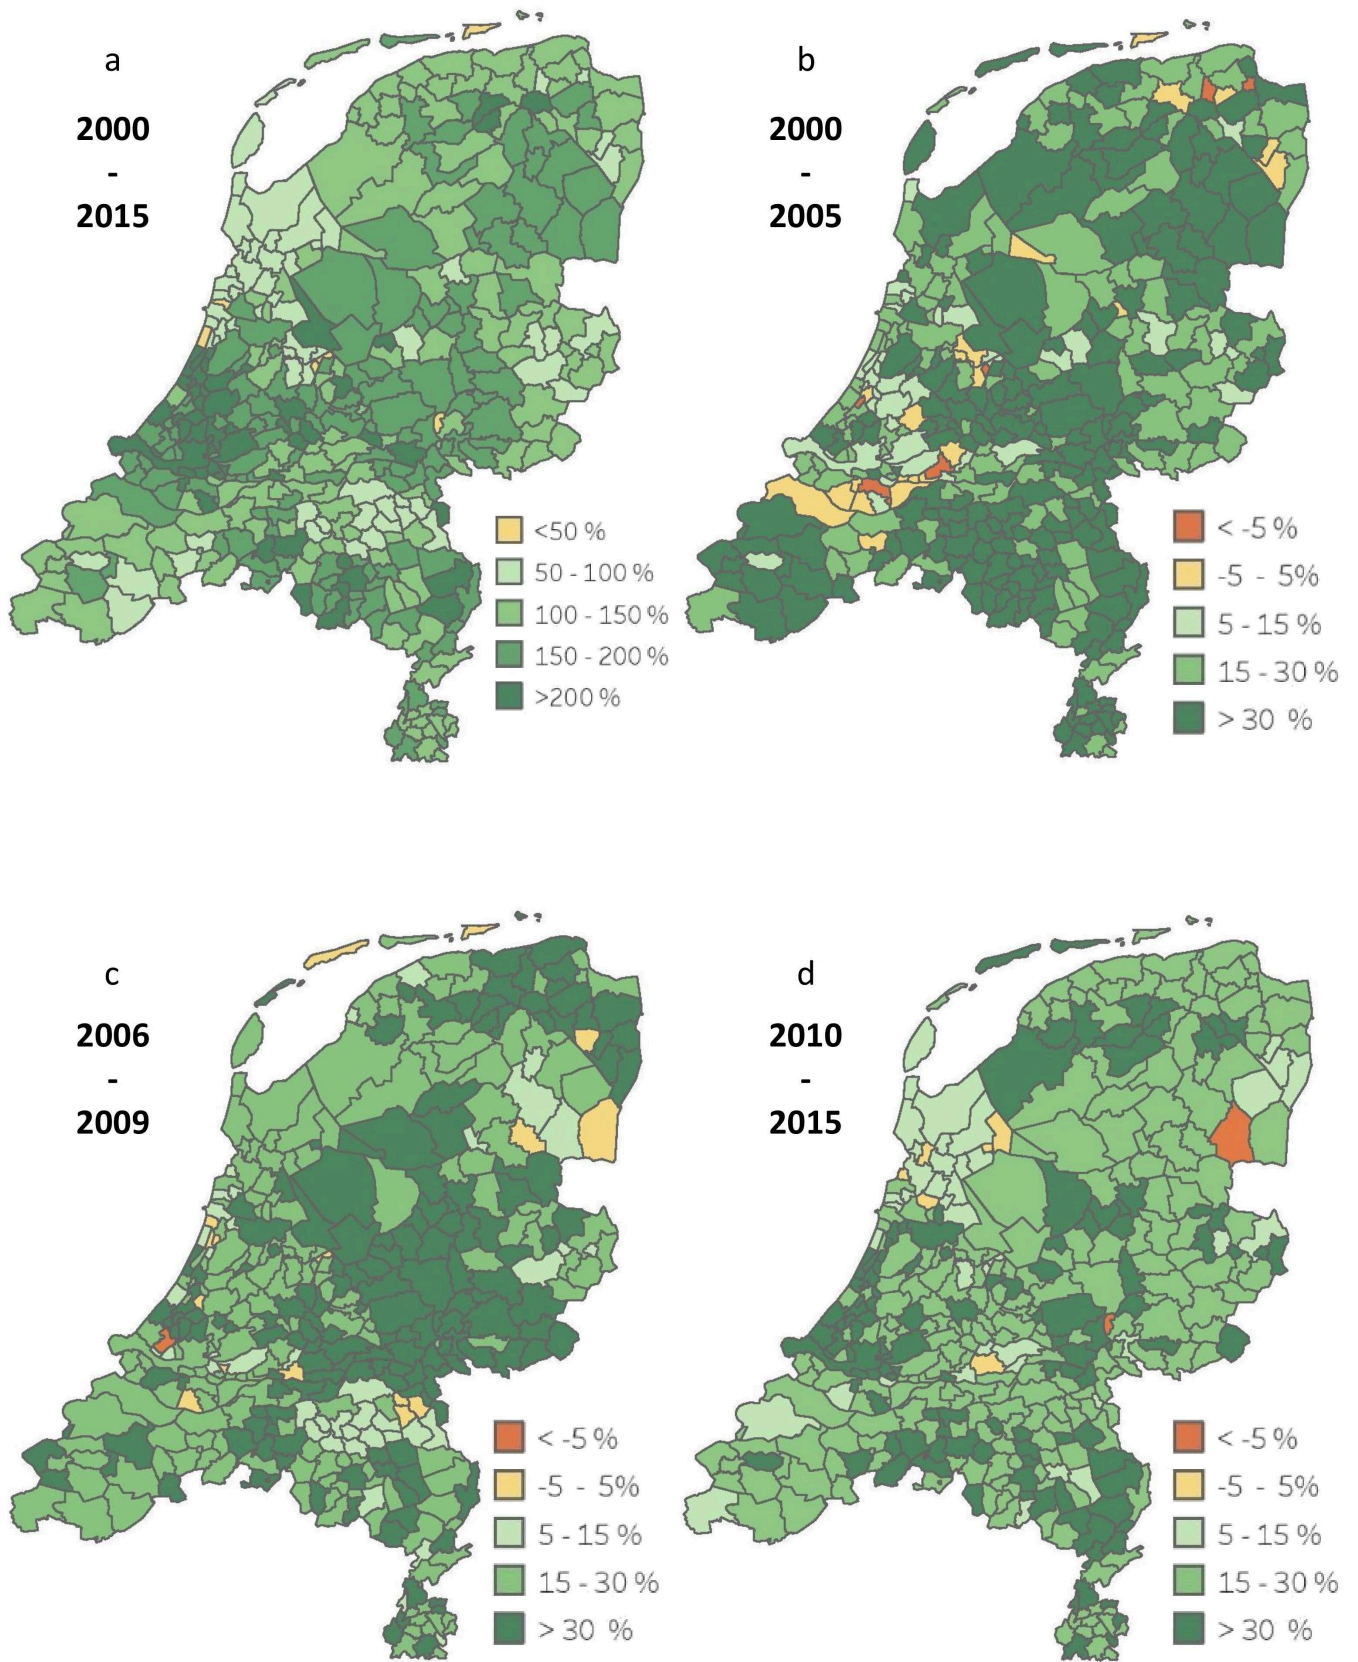 a
2000
-
2015
<50 %
50 - 100 %
100 - 150 %
150 - 200 %
>200 %
b
2000
-
2005
< -5 %
-5 - 5%
5 - 15 %
15 - 30 %
> 30 %
c
2006
-
2009
< -5 %
-5 - 5%
5 - 15 %
15 - 30 %
> 30 %
d
2010
-
2015
< -5 %
-5 - 5%
5 - 15 %
15 - 30 %
> 30 %